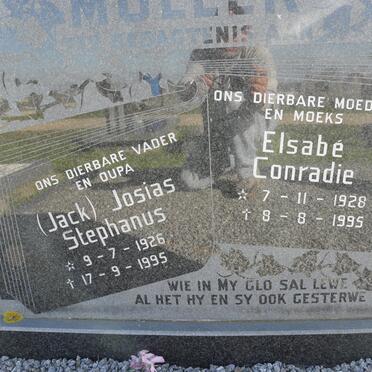 MULLER
ONS DIERBARE VADER
EN OUPA
(Jack) Josias
Stephanus
☆ 9 - 7 - 1926
† 17 - 9 - 1995
ONS DIERBARE MOED
EN MOEKS
Elsabé
Conradie
☆ 7 - 11 - 1928
† 8 - 8 - 1995
WIE IN MY GLO SAL LEWE
AL HET HY EN SY OOK GESTERWE